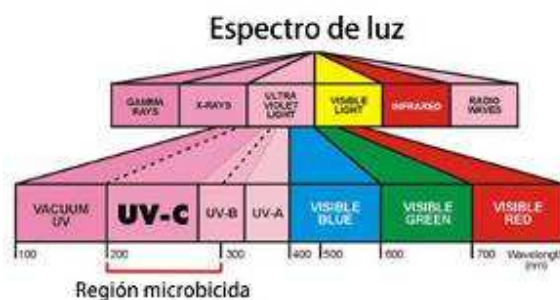 Espectro de luz
GAMMA RAYS
X-RAYS
ULTRA VIOLET LIGHT
VISIBLE LIGHT
INFRARED
RADIO WAVES
VACUUM UV
UV-C
UV-B
UV-A
VISIBLE BLUE
VISIBLE GREEN
VISIBLE RED
100 200 300 400 500 600 700 Wavelength (nm)
Región microbicida